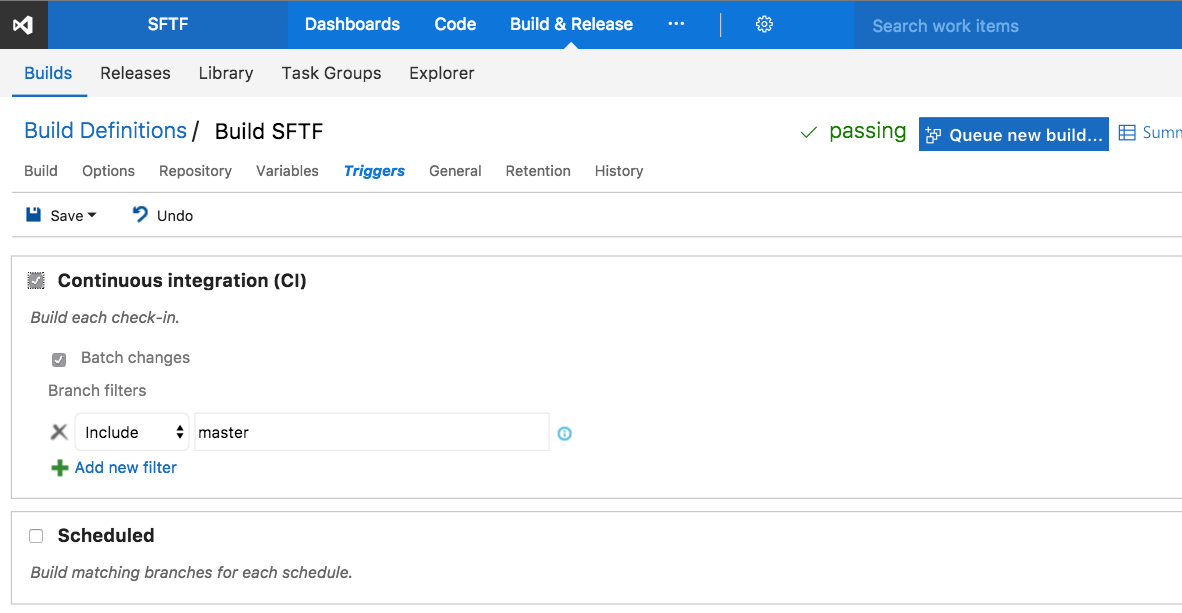 SFTF Dashboards Code Build & Release ··· Search work items
Builds Releases Library Task Groups Explorer
Build Definitions / Build SFTF passing Queue new build... Summ
Build Options Repository Variables Triggers General Retention History
Save Undo
Continuous integration (CI)
Build each check-in.
Batch changes
Branch filters
Include master
Add new filter
Scheduled
Build matching branches for each schedule.